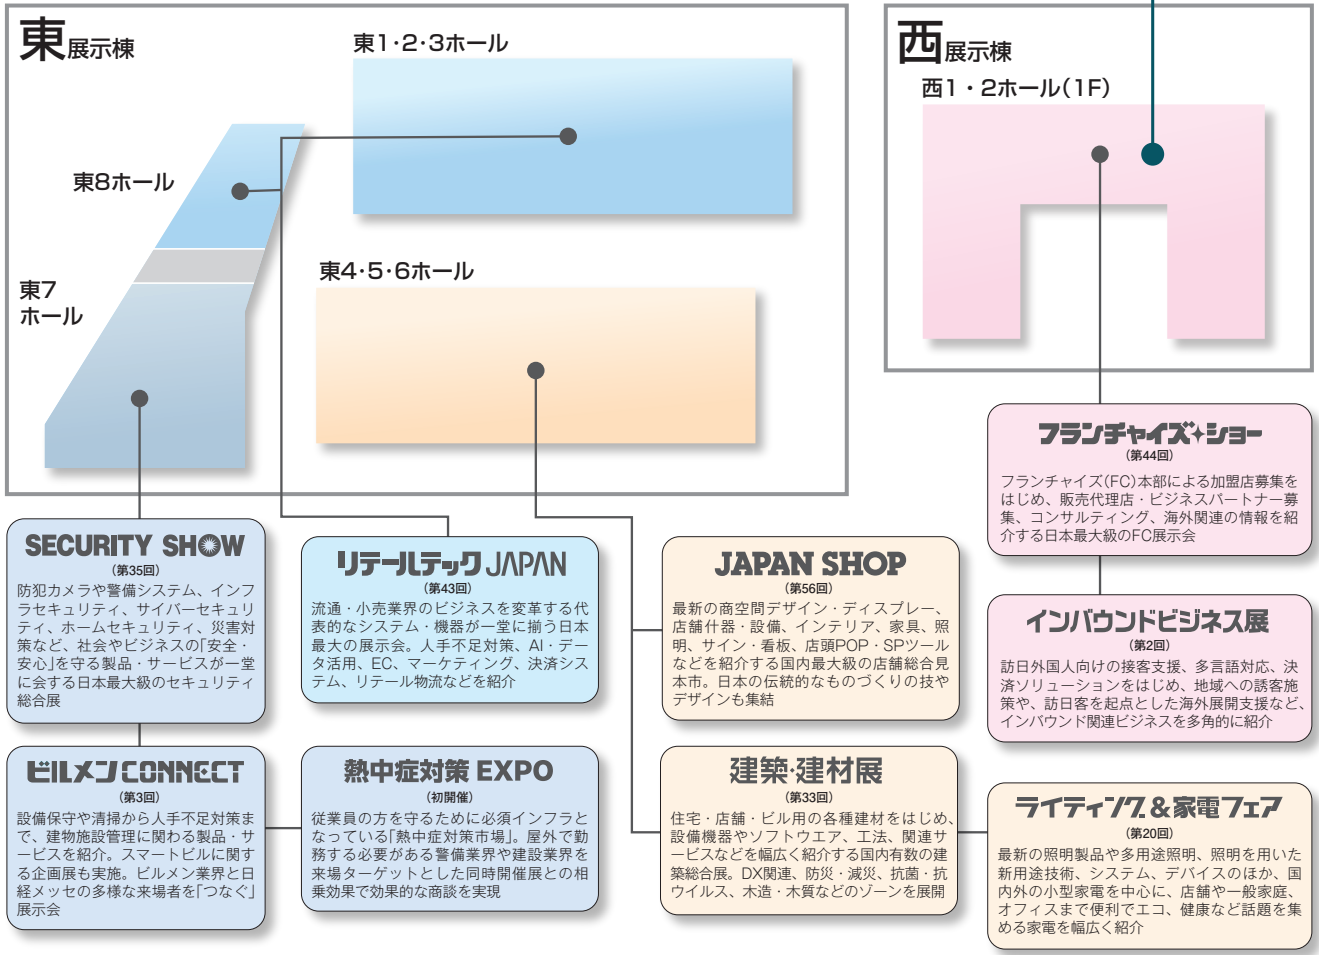 東展示棟
東1・2・3ホール
東8ホール
東7
ホール
東4・5・6ホール
西展示棟
西1・2ホール(1F)
SECURITY SHOW
(第35回)
防犯カメラや警備システム、インフ
ラセキュリティ、サイバーセキュリ
ティ、ホームセキュリティ、災害対
策など、社会やビジネスの｢安全・
安心｣を守る製品・サービスが一堂
に会する日本最大級のセキュリティ
総合展
リテールテック JAPAN
(第43回)
流通・小売業界のビジネスを変革する代
表的なシステム・機器が一堂に揃う日本
最大の展示会。人手不足対策、AI・デー
タ活用、EC、マーケティング、決済シス
テム、リテール物流などを紹介
JAPAN SHOP
(第56回)
最新の商空間デザイン・ディスプレー、
店舗什器・設備、インテリア、家具、照
明、サイン・看板、店頭POP・SPツール
などを紹介する国内最大級の店舗総合見
本市。日本の伝統的なものづくりの技や
デザインも集結
フランチャイズ・ショー
(第44回)
フランチャイズ(FC)本部による加盟店募集を
はじめ、販売代理店・ビジネスパートナー募
集、コンサルティング、海外関連の情報を紹
介する日本最大級のFC展示会
インバウンドビジネス展
(第2回)
訪日外国人向けの接客支援、多言語対応、決
済ソリューションをはじめ、地域への誘客施
策や、訪日客を起点とした海外展開支援など、
インバウンド関連ビジネスを多角的に紹介
ビルメンCONNECT
(第3回)
設備保守や清掃から人手不足対策ま
で、建物施設管理に関わる製品・サ
ービスを紹介。スマートビルに関す
る企画展も実施。ビルメン業界と日
経メッセの多様な来場者を｢つなぐ｣
展示会
熱中症対策 EXPO
(初開催)
従業員の方を守るために必須インフラと
なっている｢熱中症対策市場｣。屋外で勤
務する必要がある警備業界や建設業界を
来場ターゲットとした同時開催展との相
乗効果で効果的な商談を実現
建築・建材展
(第33回)
住宅・店舗・ビル用の各種建材をはじめ、
設備機器やソフトウエア、工法、関連サ
ービスなどを幅広く紹介する国内有数の建
築総合展。DX関連、防災・減災、抗菌・抗
ウイルス、木造・木質などのゾーンを展開
ライティング＆家電フェア
(第20回)
最新の照明製品や多用途照明、照明を用いた
新用途技術、システム、デバイスのほか、国
内外の小型家電を中心に、店舗や一般家庭、
オフィスまで便利でエコ、健康など話題を集
める家電を幅広く紹介